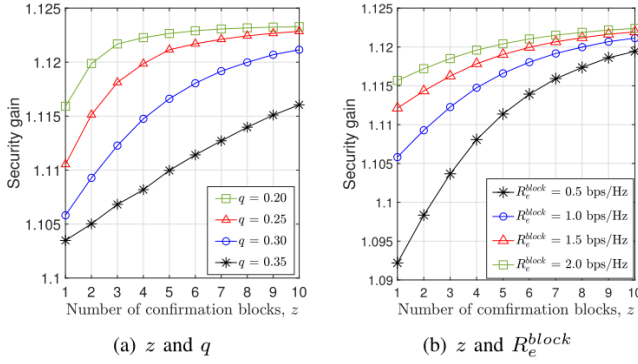 1.125
1.12
1.115
1.11
1.105
1.1
Security gain
q = 0.20
q = 0.25
q = 0.30
q = 0.35
1 2 3 4 5 6 7 8 9 10
Number of confirmation blocks, z
(a) z and q
1.125
1.12
1.115
1.11
1.105
1.1
1.095
1.09
Security gain
R_e^{block} = 0.5 bps/Hz
R_e^{block} = 1.0 bps/Hz
R_e^{block} = 1.5 bps/Hz
R_e^{block} = 2.0 bps/Hz
1 2 3 4 5 6 7 8 9 10
Number of confirmation blocks, z
(b) z and R_e^{block}